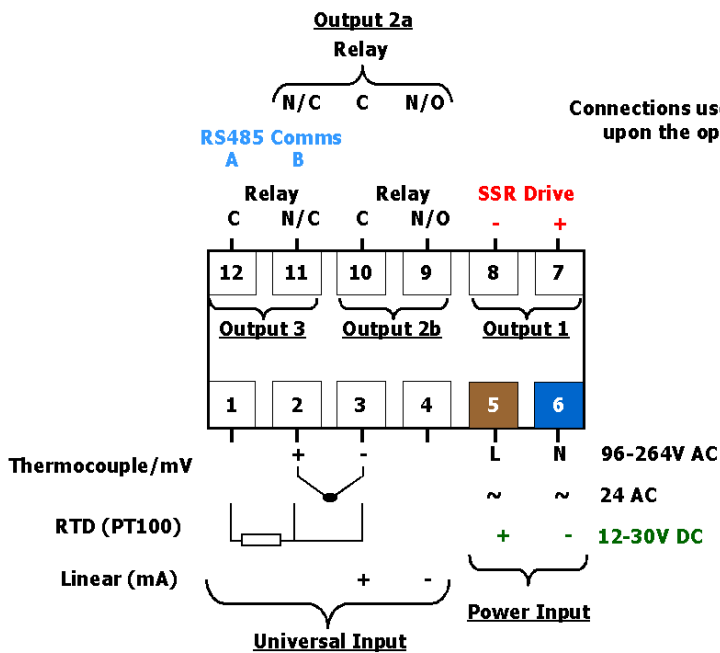 Output 2a
Relay
N/C C N/O
Connections us
upon the op
RS485 Comms
A B
Relay Relay SSR Drive
C N/C C N/O - +
12 11 10 9 8 7
Output 3 Output 2b Output 1
1 2 3 4 5 6
+ - L N 96-264V AC
Thermocouple/mV
~ ~ 24 AC
RTD (PT100) + - 12-30V DC
Linear (mA) + -
Power Input
Universal Input